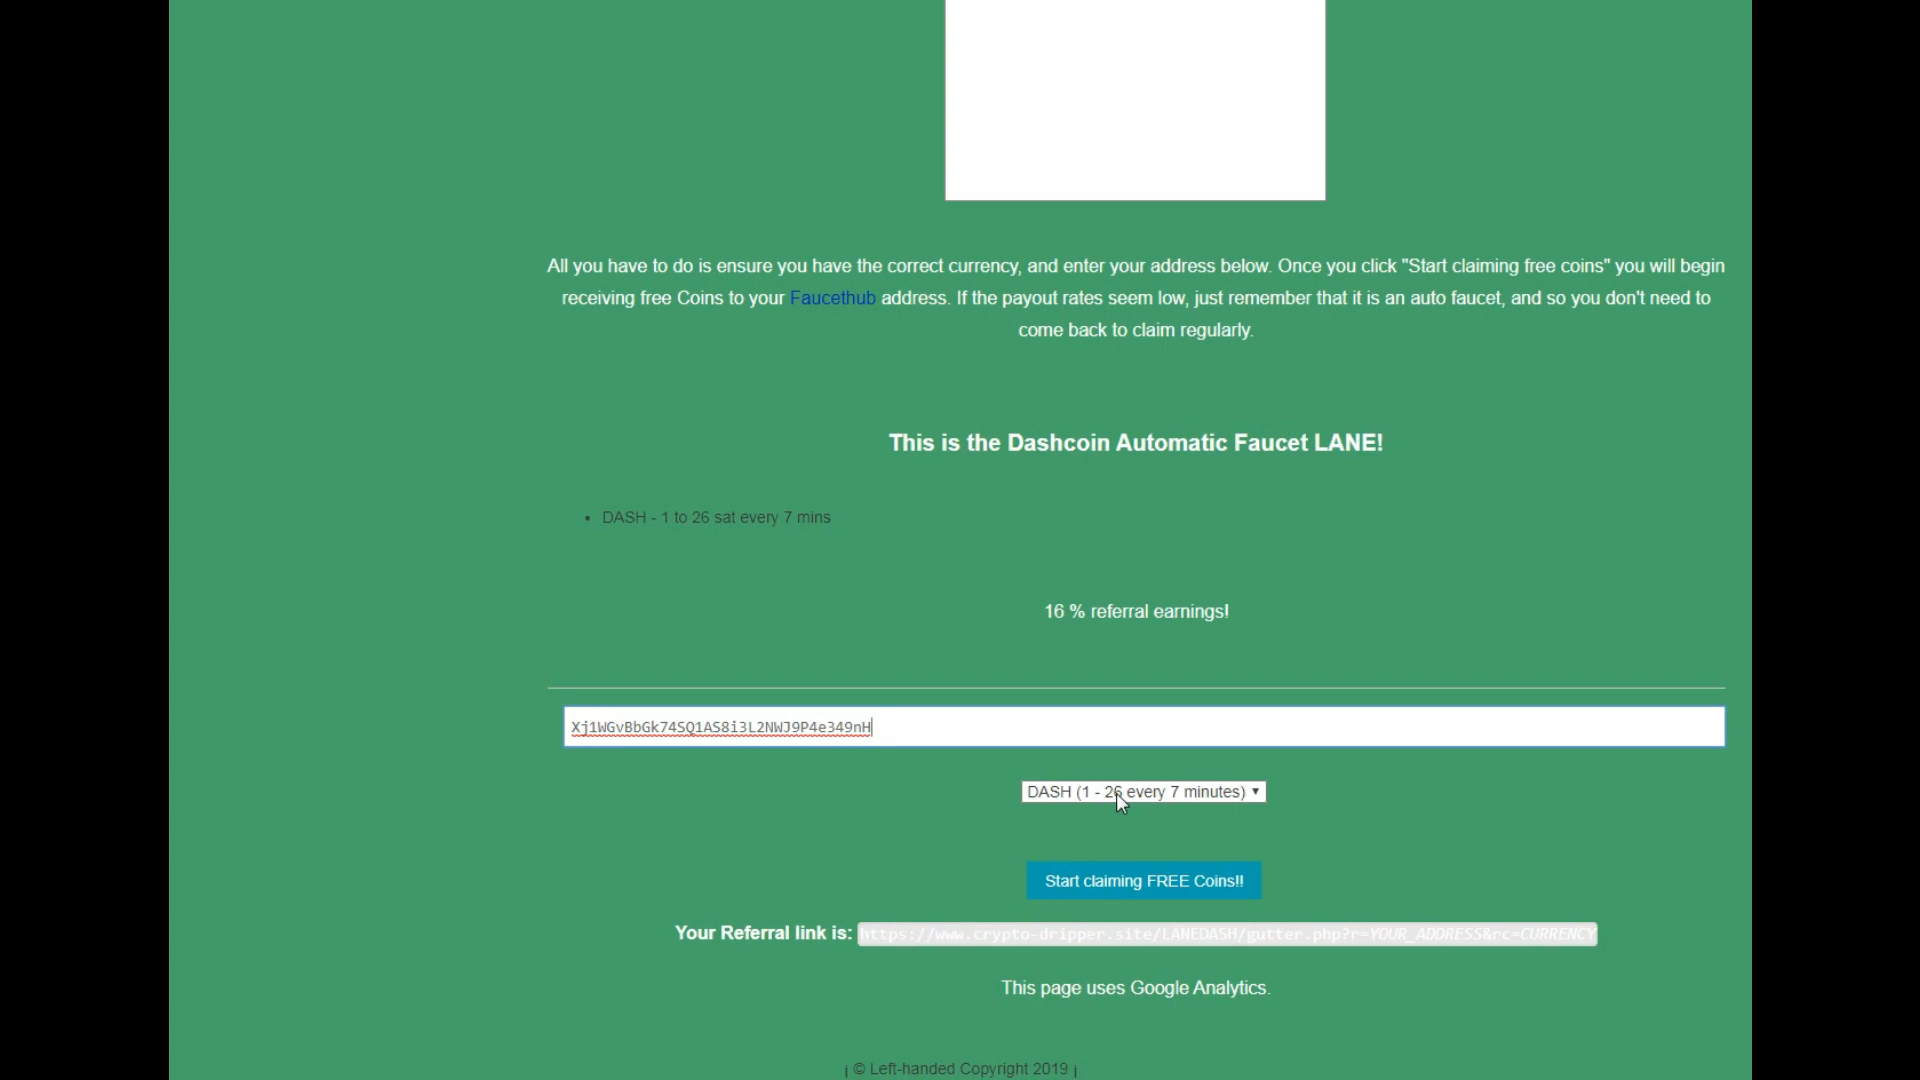 All you have to do is ensure you have the correct currency, and enter your address below. Once you click "Start claiming free coins" you will begin
receiving free Coins to your Faucethub address. If the payout rates seem low, just remember that it is an auto faucet, and so you don't need to
come back to claim regularly.
This is the Dashcoin Automatic Faucet LANE!
• DASH - 1 to 26 sat every 7 mins
16 % referral earnings!
Xj1WGvBbGk74SQ1AS8i3L2NWJ9P4e349nH
DASH (1 - 26 every 7 minutes)
Start claiming FREE Coins!!
Your Referral link is: https://www.crypto-dripper.site/LANEDASH/gutter.php?r=YOUR_ADDRESS&rc=CURRENCY
This page uses Google Analytics.
¡ © Left-handed Copyright 2019 ¡